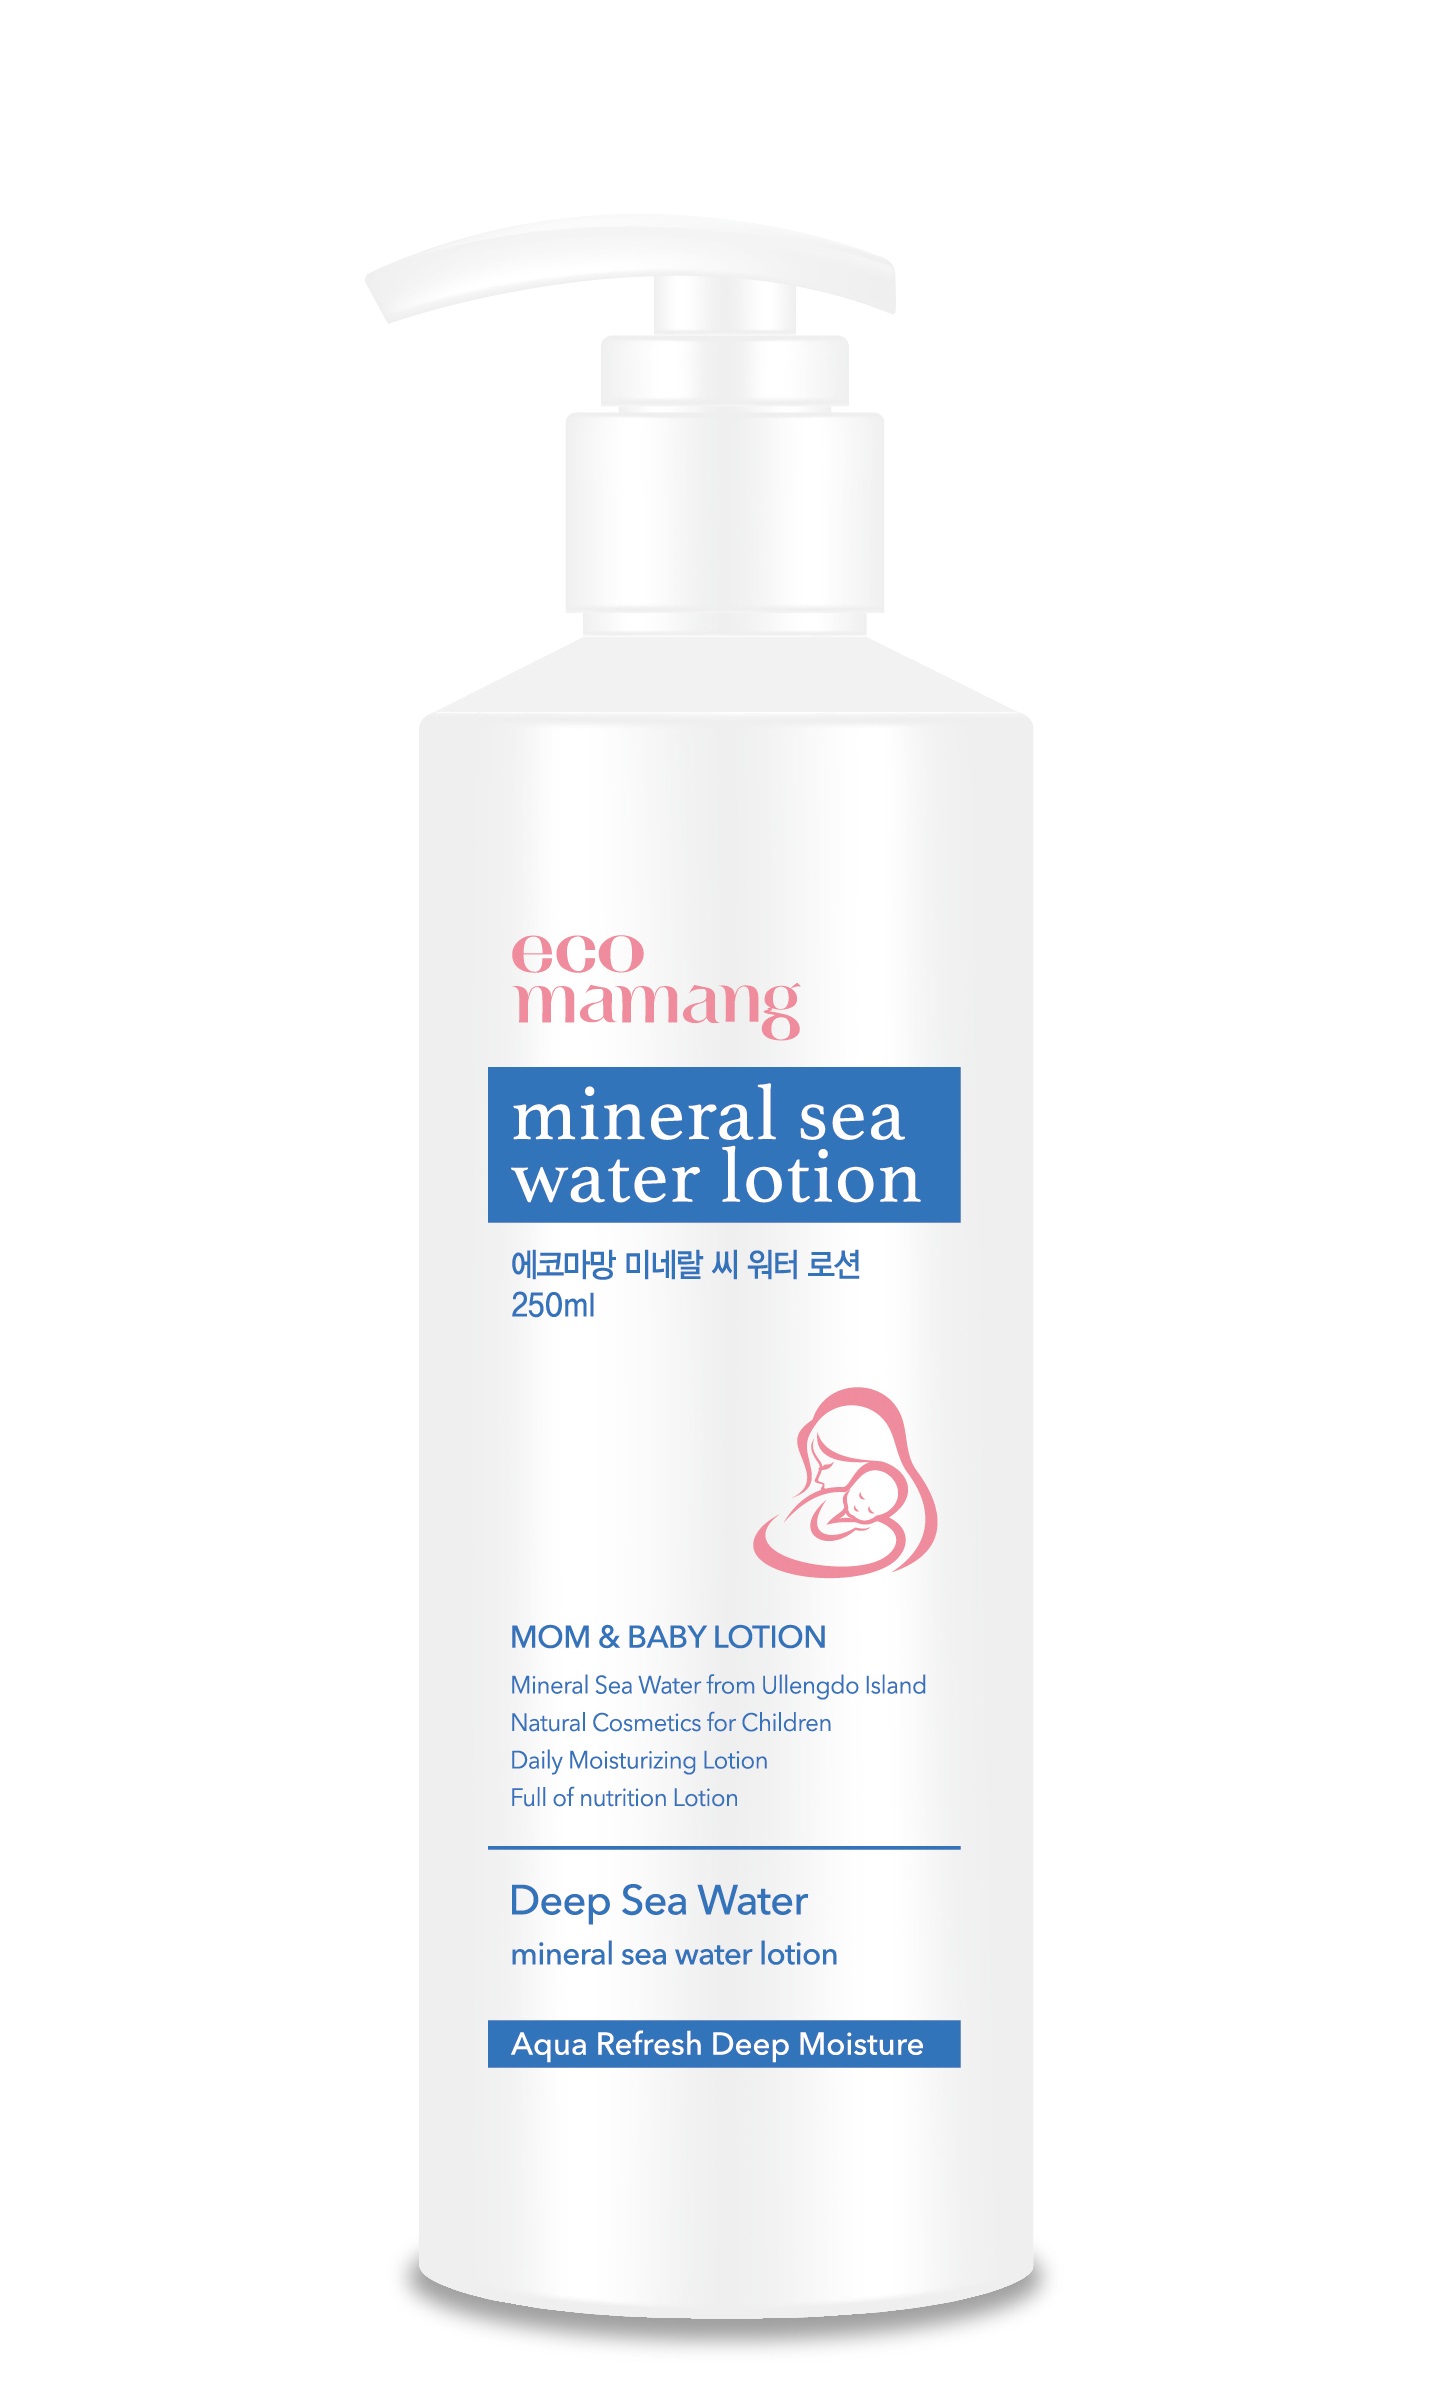 eco
mamang
mineral sea
water lotion
에코마망 미네랄 씨 워터 로션
250ml
MOM & BABY LOTION
Mineral Sea Water from Ullengdo Island
Natural Cosmetics for Children
Daily Moisturizing Lotion
Full of nutrition Lotion
Deep Sea Water
mineral sea water lotion
Aqua Refresh Deep Moisture